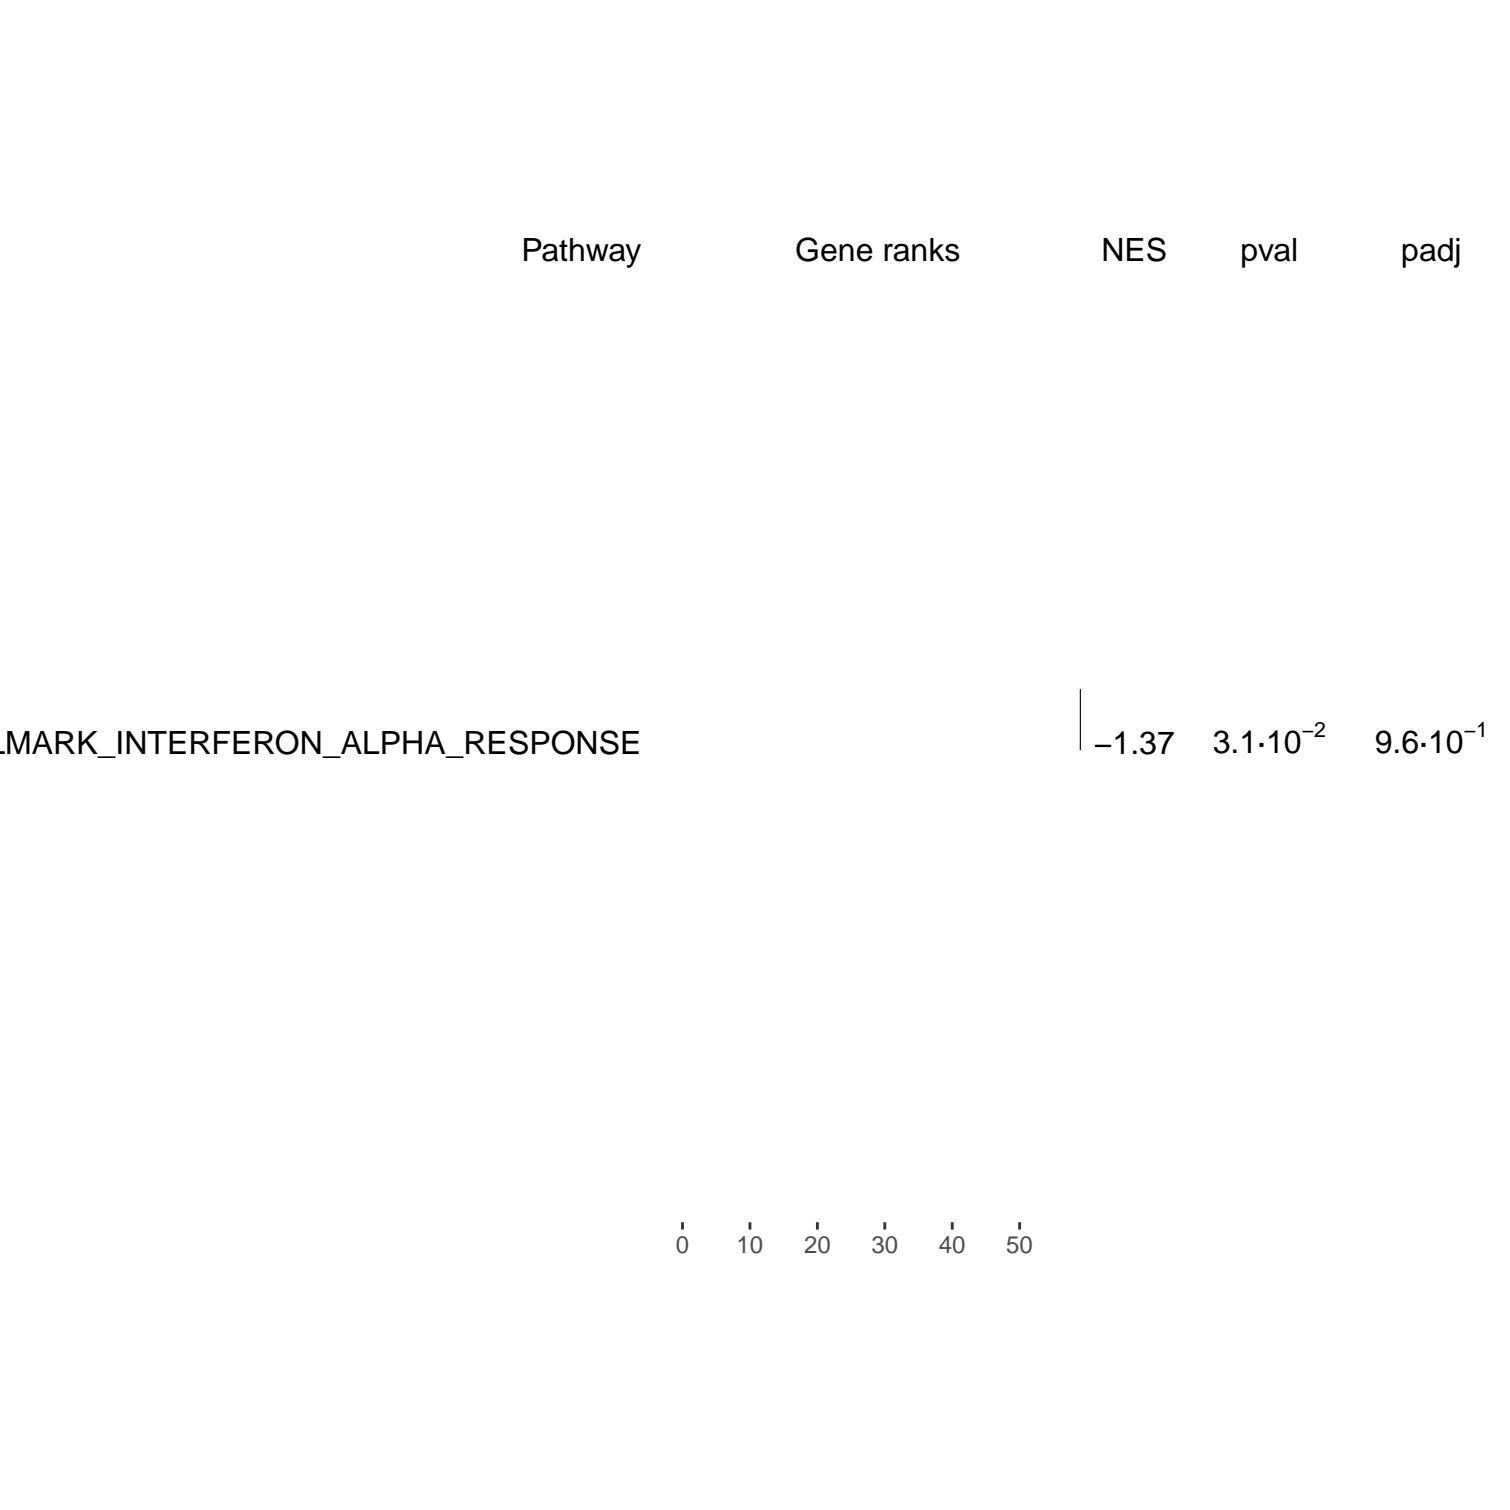 Pathway Gene ranks NES pval padj
LMARK_INTERFERON_ALPHA_RESPONSE −1.37 3.1·10⁻² 9.6·10⁻¹
0 10 20 30 40 50